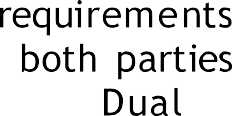 requirements
both parties
Dual